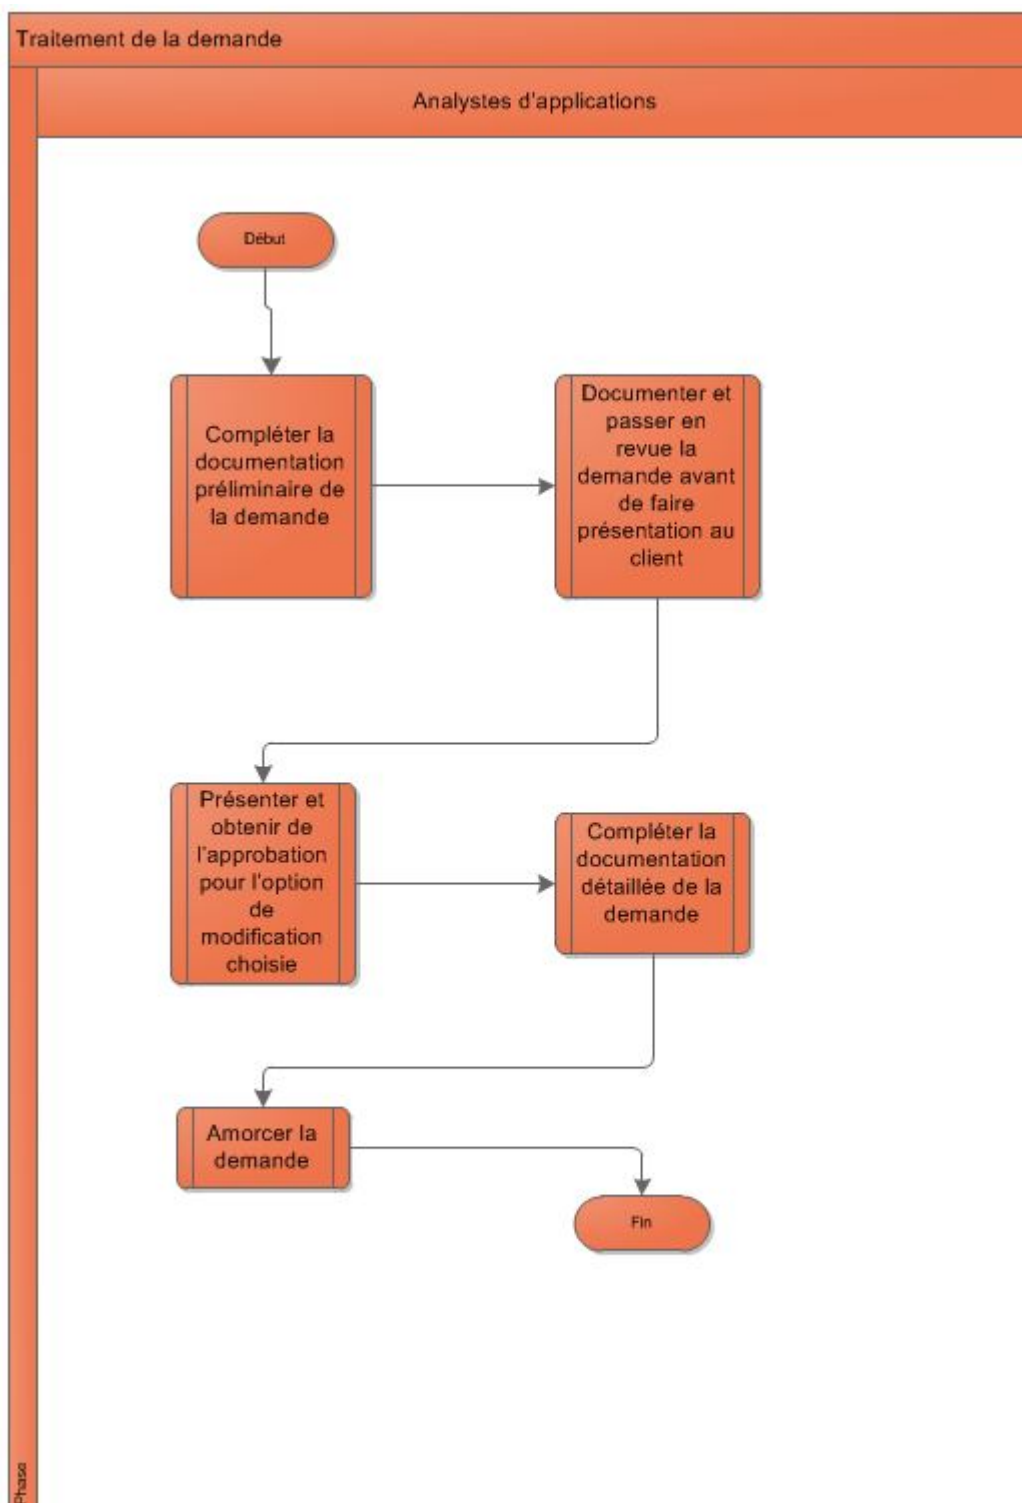 Traitement de la demande
Analystes d'applications
Début
Compléter la
documentation
préliminaire de
la demande
Documenter et
passer en
revue la
demande avant
de faire
présentation au
client
Présenter et
obtenir de
l'approbation
pour l'option
de
modification
choisie
Compléter la
documentation
détaillée de la
demande
Amorcer la
demande
Fin
Phase